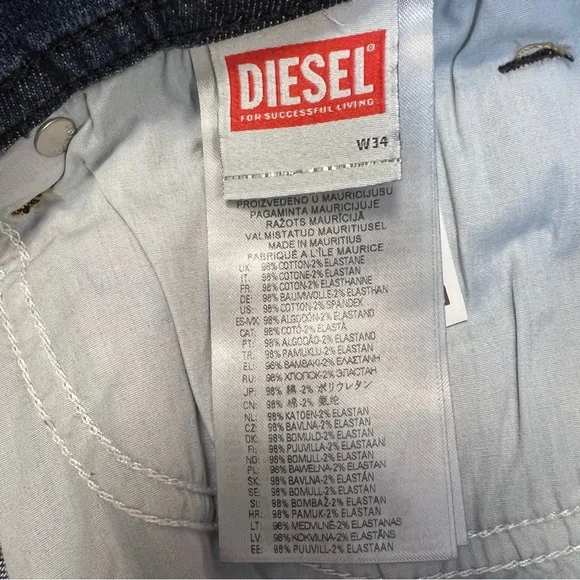 DIESEL®
FOR SUCCESSFUL LIVING
W34
PROIZVEDENO U MAURICIJUSU
PAGAMINTA MAURICIJUJE
RAŽOTS MAURĪCIJĀ
VALMISTATUD MAURITIUSEL
MADE IN MAURITIUS
FABRIQUÉ A L'ÎLE MAURICE
UK: 98% COTTON-2% ELASTANE
IT: 98% COTONE-2% ELASTAN
FR: 98% COTON-2% ELASTHANNE
DE: 98% BAUMWOLLE-2% ELASTHAN
US: 98% COTTON-2% SPANDEX
ES-MX: 98% ALGODÓN-2% ELASTANO
CAT: 98% COTÓ-2% ELASTÀ
PT: 98% ALGODÃO-2% ELASTANO
TR: 98% PAMUKLU-2% ELASTAN
EL: 98% ΒΑΜΒΑΚΙ-2% ΕΛΑΣΤΑΝΗ
RU: 98% ХЛОПОК-2% ЭЛАСТАН
JP: 98% 綿 -2% ポリウレタン
CN: 98% 棉 -2% 氨纶
NL: 98% KATOEN-2% ELASTAN
CZ: 98% BAVLNA-2% ELASTAN
DK: 98% BOMULD-2% ELASTAN
FI: 98% PUUVILLA-2% ELASTAN
NO: 98% BOMULL-2% ELASTAN
PL: 98% BAWEŁNA-2% ELASTAN
SK: 98% BAVLNA-2% ELASTAN
SE: 98% BOMULL-2% ELASTAN
SI: 98% BOMBAŽ-2% ELASTAN
HR: 98% PAMUK-2% ELASTAN
LT: 98% MEDVILNĖ-2% ELASTANAS
LV: 98% KOKVILNA-2% ELASTĀN
EE: 98% PUUVILL-2% ELASTAAN